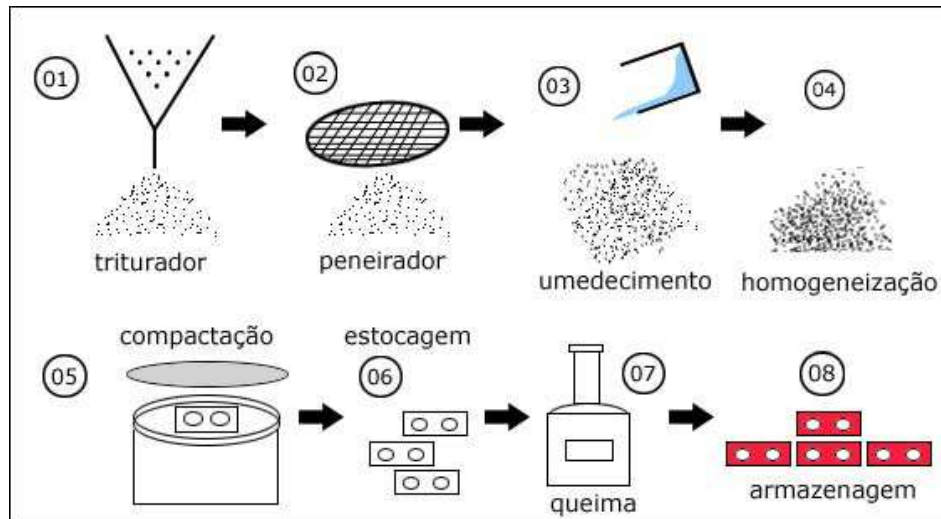 01
triturador
02
peneirador
03
umedecimento
04
homogeneização
05
compactação
estocagem
06
07
queima
08
armazenagem